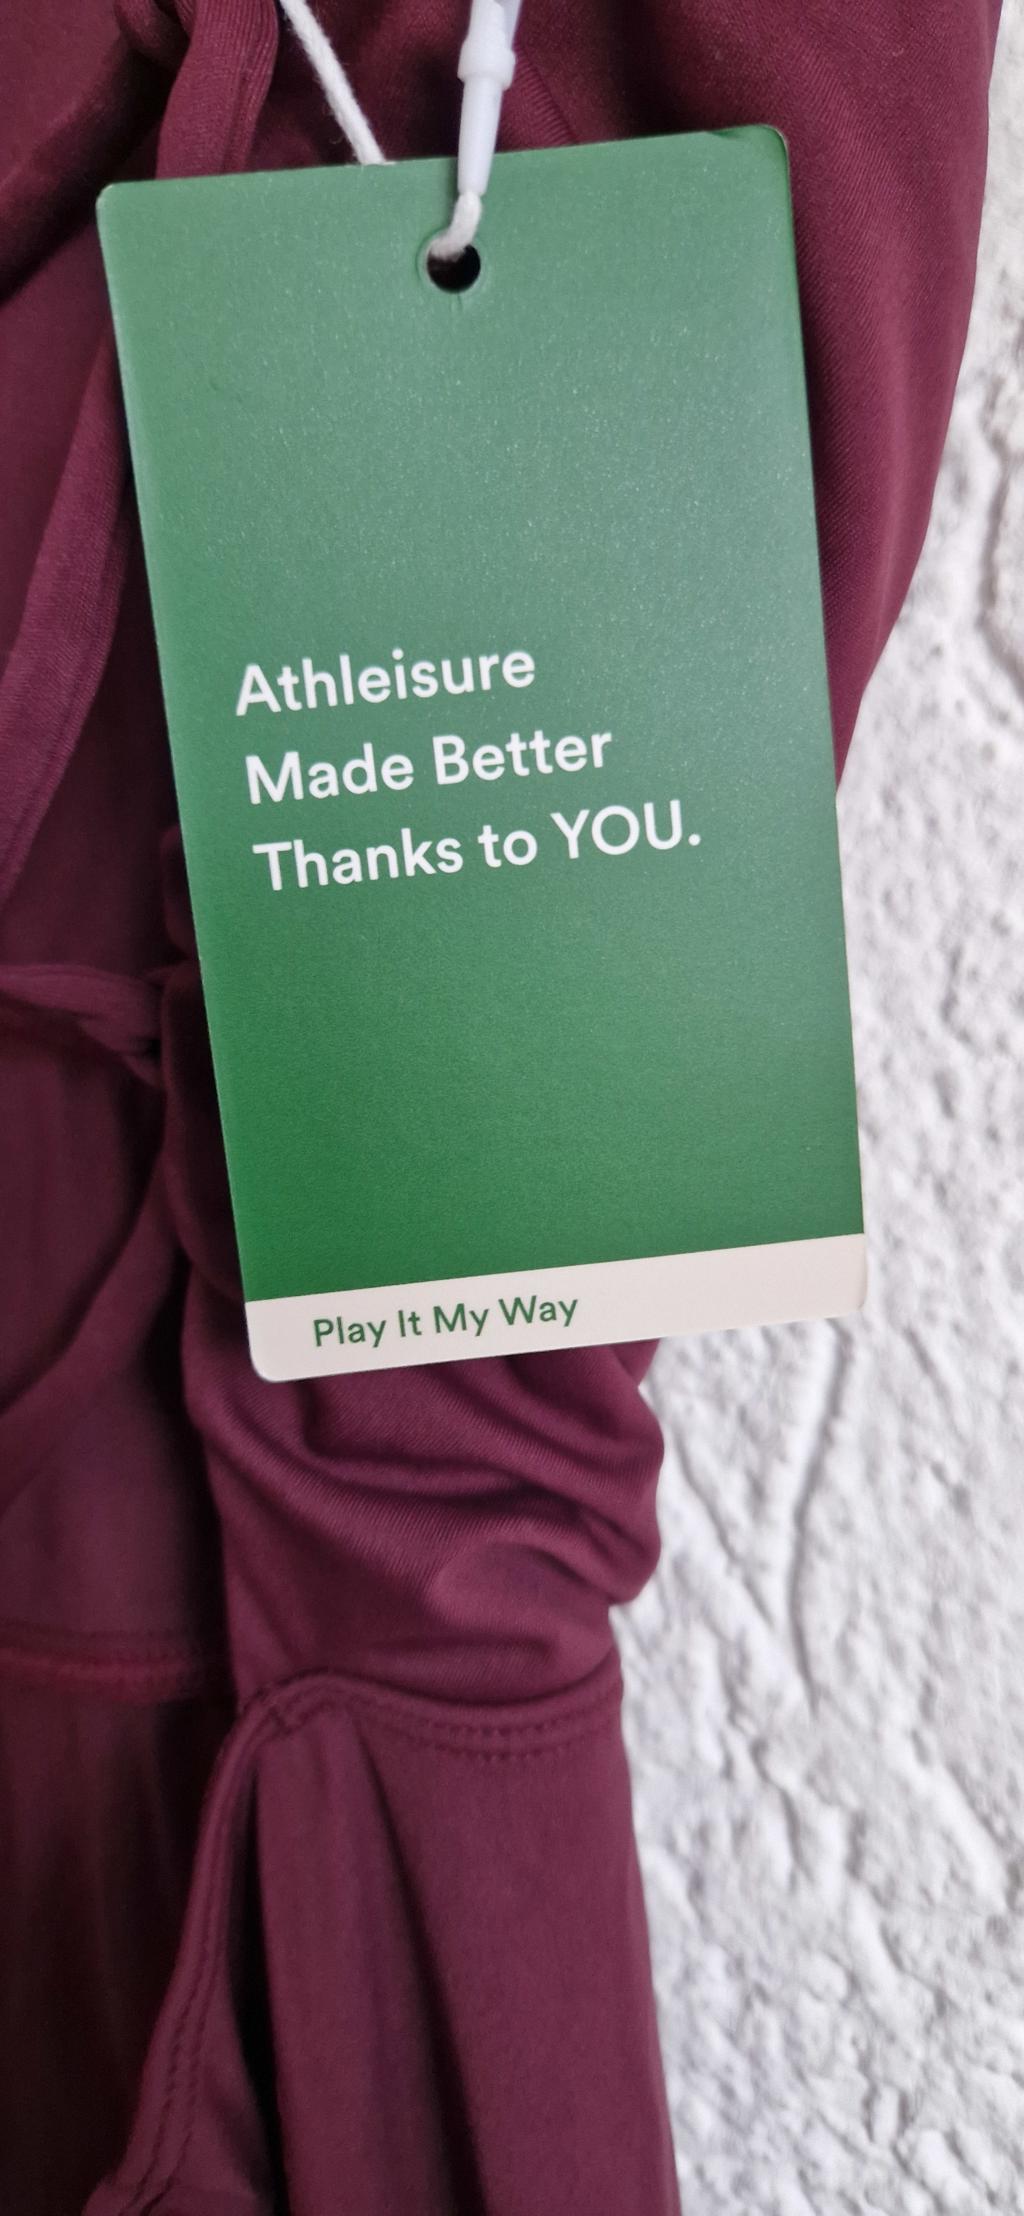 Athleisure
Made Better
Thanks to YOU.
Play It My Way